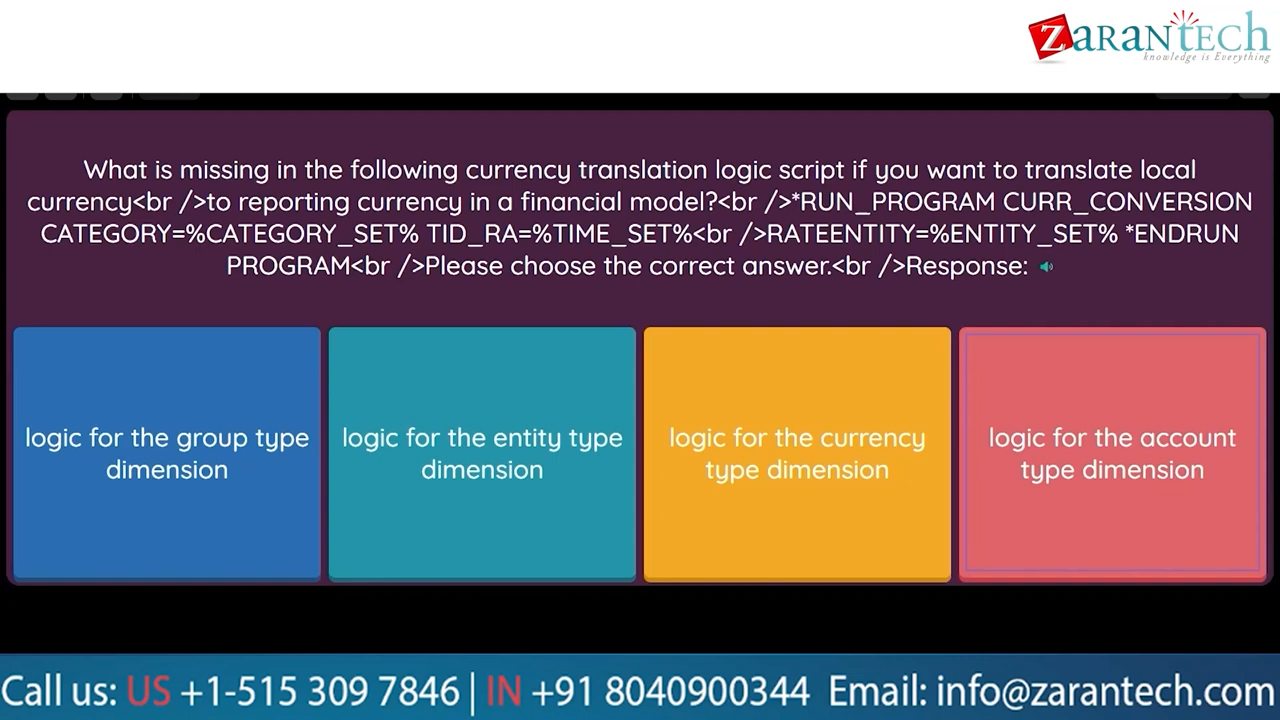 ZARANTECH
knowledge is Everything
What is missing in the following currency translation logic script if you want to translate local
currency<br />to reporting currency in a financial model?<br />*RUN_PROGRAM CURR_CONVERSION
CATEGORY=%CATEGORY_SET% TID_RA=%TIME_SET%<br />RATEENTITY=%ENTITY_SET% *ENDRUN
PROGRAM<br />Please choose the correct answer.<br />Response:
logic for the group type
dimension
logic for the entity type
dimension
logic for the currency
type dimension
logic for the account
type dimension
Call us: US +1-515 309 7846 | IN +91 8040900344 Email: info@zarantech.com